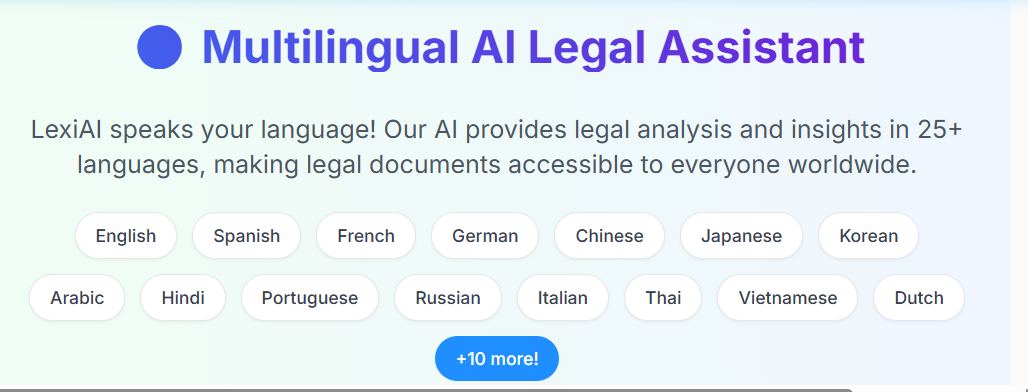 Multilingual AI Legal Assistant
LexiAI speaks your language! Our AI provides legal analysis and insights in 25+
languages, making legal documents accessible to everyone worldwide.
English Spanish French German Chinese Japanese Korean
Arabic Hindi Portuguese Russian Italian Thai Vietnamese Dutch
+10 more!